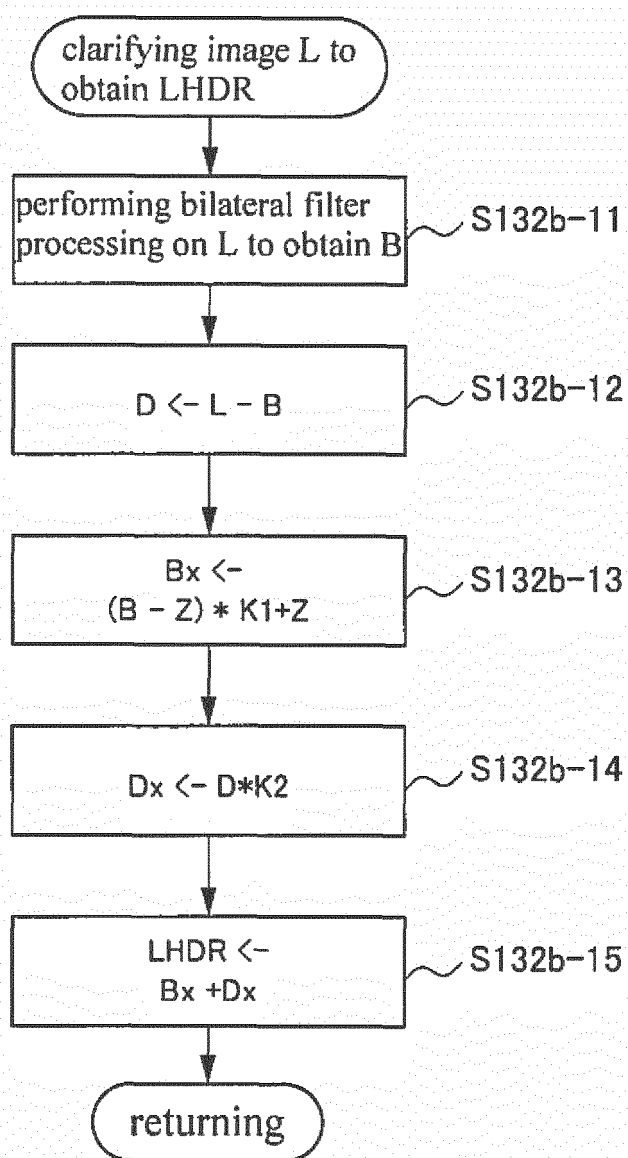 clarifying image L to
obtain LHDR
performing bilateral filter
processing on L to obtain B
S132b-11
D <- L - B
S132b-12
Bx <-
(B - Z) * K1+Z
S132b-13
Dx <- D*K2
S132b-14
LHDR <-
Bx +Dx
S132b-15
returning